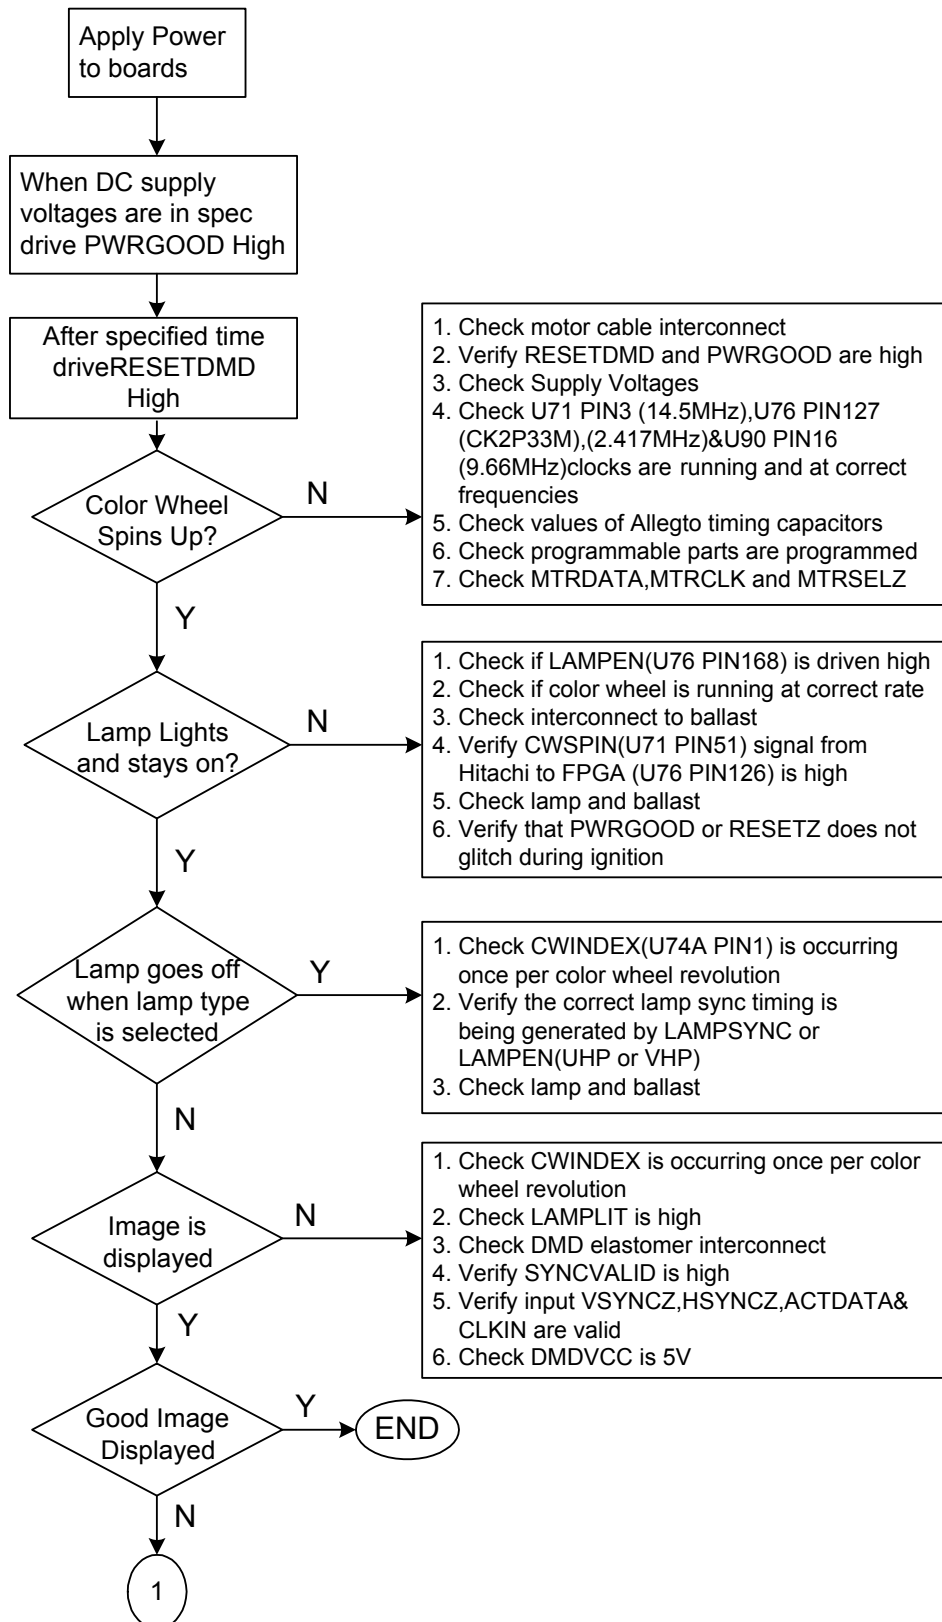 Apply Power
to boards
When DC supply
voltages are in spec
drive PWRGOOD High
After specified time
driveRESETDMD
High
Color Wheel
Spins Up?
N
1. Check motor cable interconnect
2. Verify RESETDMD and PWRGOOD are high
3. Check Supply Voltages
4. Check U71 PIN3 (14.5MHz),U76 PIN127
(CK2P33M),(2.417MHz)&U90 PIN16
(9.66MHz)clocks are running and at correct
frequencies
5. Check values of Allegto timing capacitors
6. Check programmable parts are programmed
7. Check MTRDATA,MTRCLK and MTRSELZ
Y
Lamp Lights
and stays on?
N
1. Check if LAMPEN(U76 PIN168) is driven high
2. Check if color wheel is running at correct rate
3. Check interconnect to ballast
4. Verify CWSPIN(U71 PIN51) signal from
Hitachi to FPGA (U76 PIN126) is high
5. Check lamp and ballast
6. Verify that PWRGOOD or RESETZ does not
glitch during ignition
Y
Lamp goes off
when lamp type
is selected
Y
1. Check CWINDEX(U74A PIN1) is occurring
once per color wheel revolution
2. Verify the correct lamp sync timing is
being generated by LAMPSYNC or
LAMPEN(UHP or VHP)
3. Check lamp and ballast
N
Image is
displayed
N
1. Check CWINDEX is occurring once per color
wheel revolution
2. Check LAMPLIT is high
3. Check DMD elastomer interconnect
4. Verify SYNCVALID is high
5. Verify input VSYNCZ,HSYNCZ,ACTDATA&
CLKIN are valid
6. Check DMDVCC is 5V
Y
Good Image
Displayed
Y
END
N
1